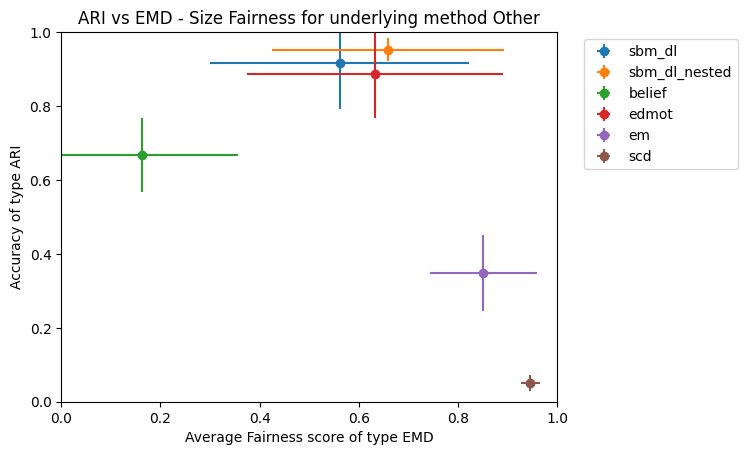 ARI vs EMD - Size Fairness for underlying method Other
1.0
0.8
0.6
0.4
0.2
0.0
Accuracy of type ARI
0.0 0.2 0.4 0.6 0.8 1.0
Average Fairness score of type EMD
sbm_dl
sbm_dl_nested
belief
edmot
em
scd